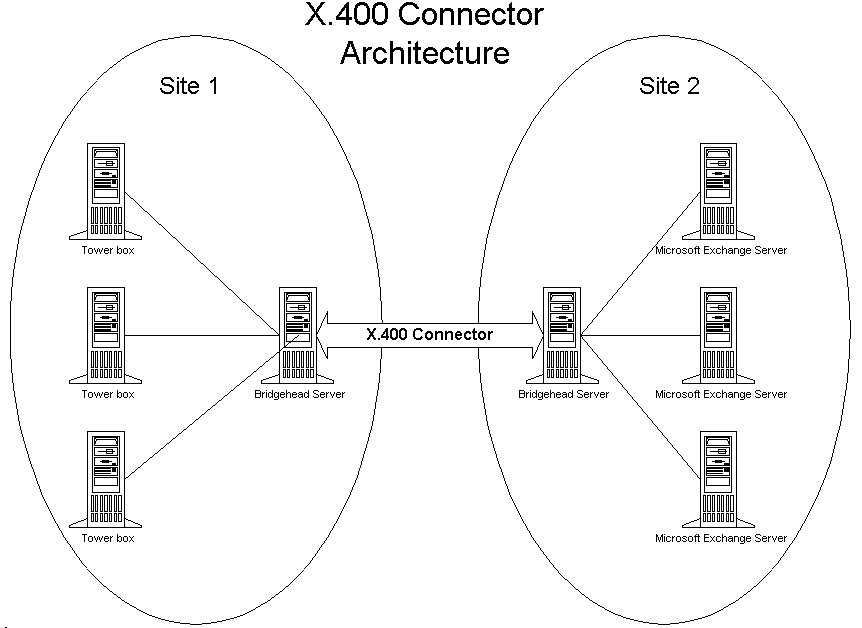 X.400 Connector
Architecture
Site 1
Site 2
Tower box
Microsoft Exchange Server
X.400 Connector
Tower box
Bridgehead Server
Bridgehead Server
Microsoft Exchange Server
Tower box
Microsoft Exchange Server